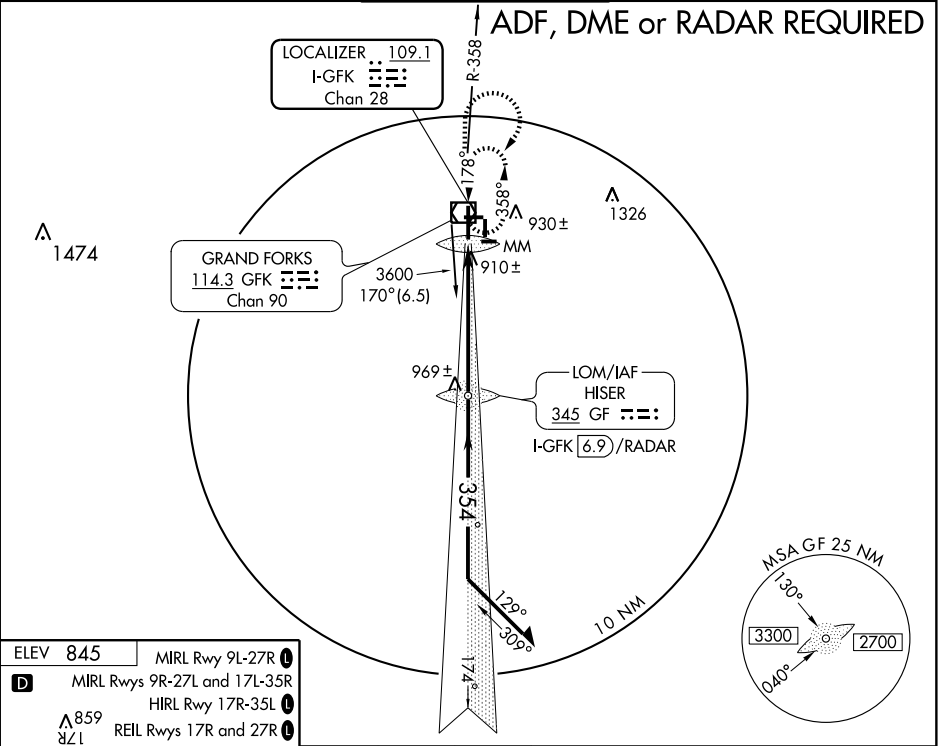 ADF, DME or RADAR REQUIRED
R-358
LOCALIZER 109.1
I-GFK
Chan 28
178°
358°
1326
930±
1474
MM
GRAND FORKS
114.3 GFK
Chan 90
3600
170°(6.5)
910±
969±
LOM/IAF
HISER
345 GF
I-GFK 6.9/RADAR
354°
129°
309°
10 NM
174°
MSA GF 25 NM
130°
3300
2700
040°
ELEV 845
D
MIRL Rwy 9L-27R L
MIRL Rwys 9R-27L and 17L-35R
HIRL Rwy 17R-35L L
REIL Rwys 17R and 27R L
859
17R